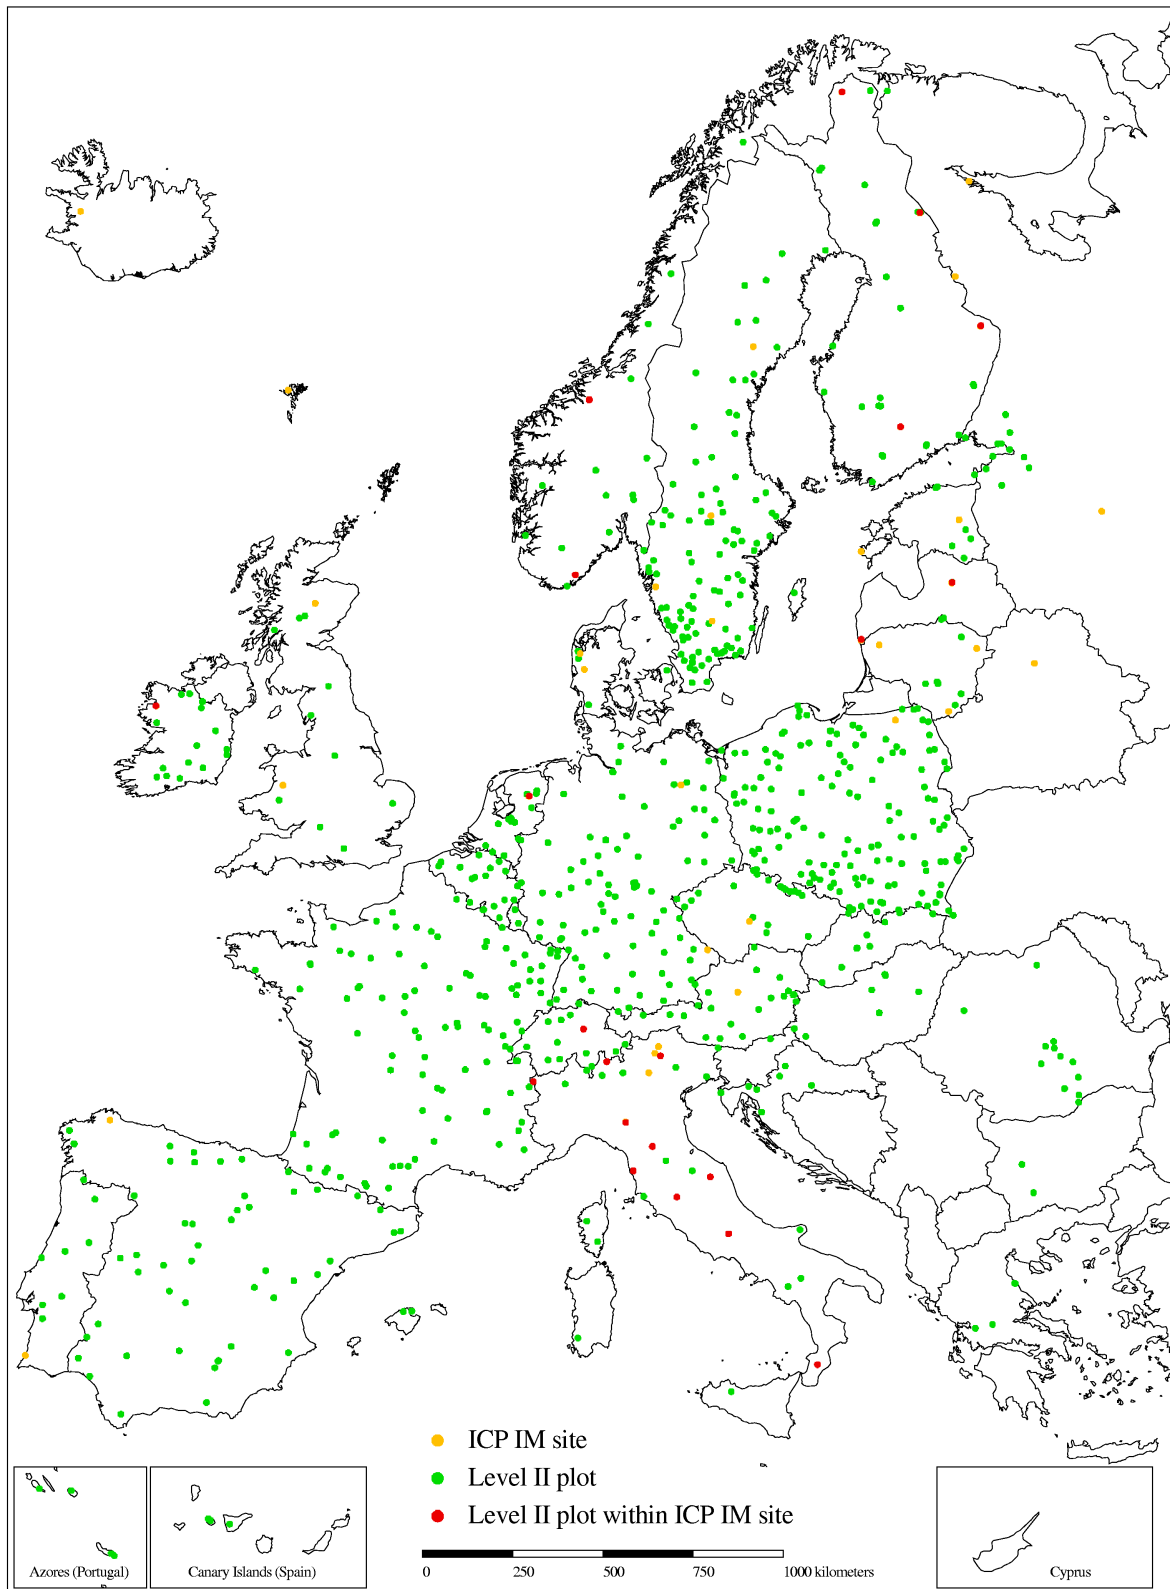 ICP IM site
Level II plot
Level II plot within ICP IM site
0 250 500 750 1000 kilometers
Azores (Portugal)
Canary Islands (Spain)
Cyprus